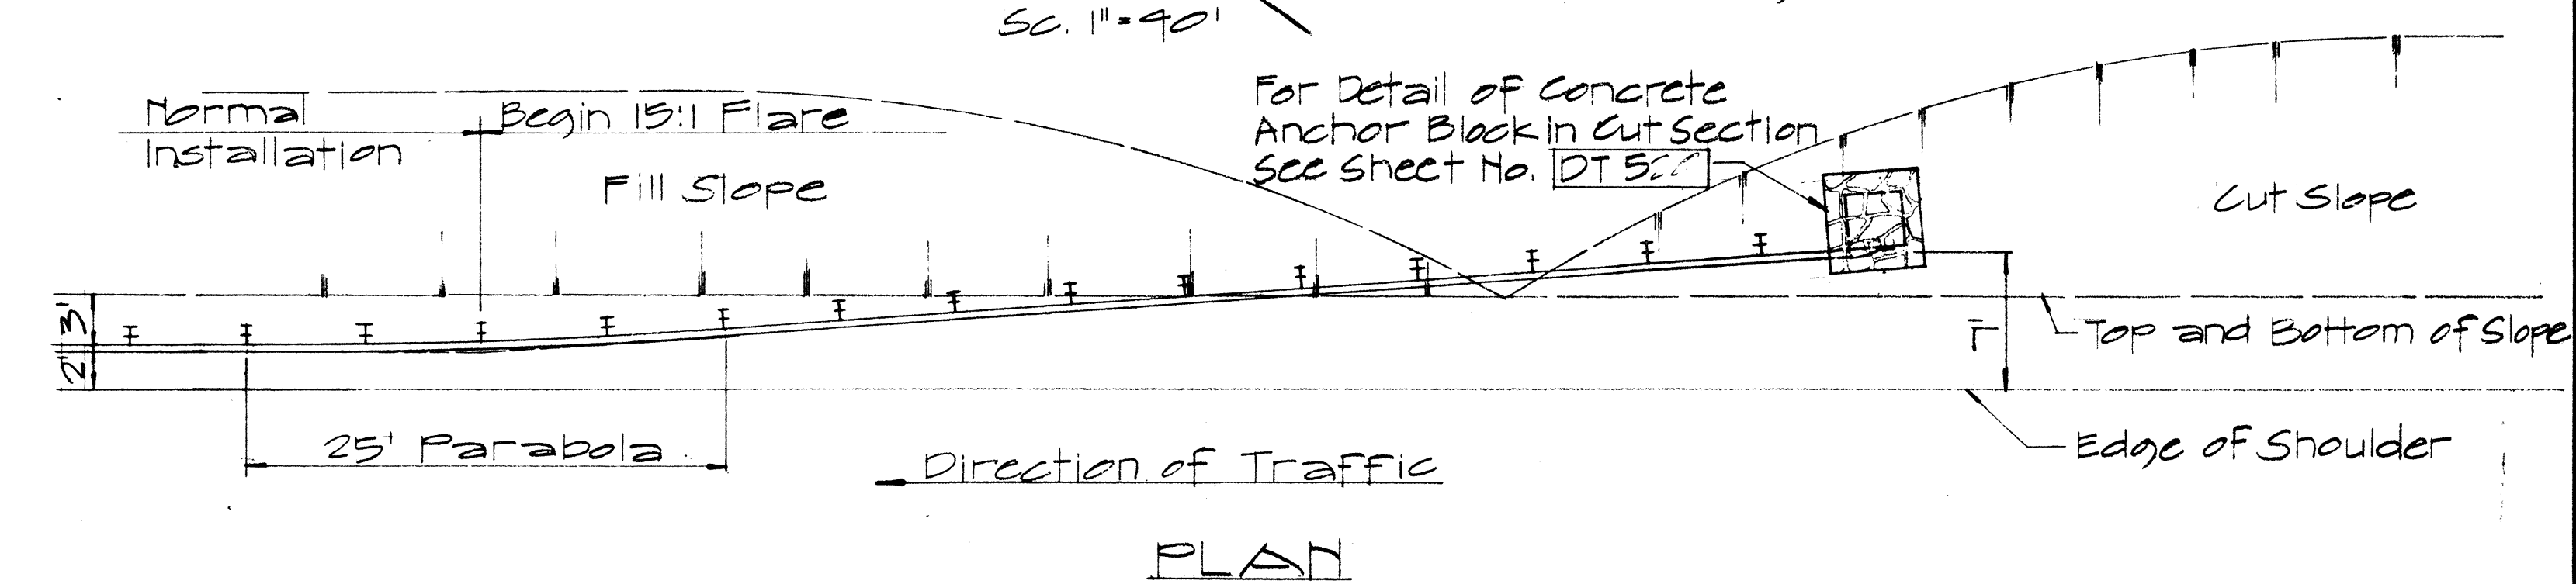 Sc. 1" = 40'
Normal
Installation
Begin 15:1 Flare
Fill Slope
For Detail of Concrete
Anchor Block in Cut Section
See Sheet No. DT
Cut Slope
3'
2'
Top and Bottom of Slope
25' Parabola
Direction of Traffic
Edge of Shoulder
PLAN